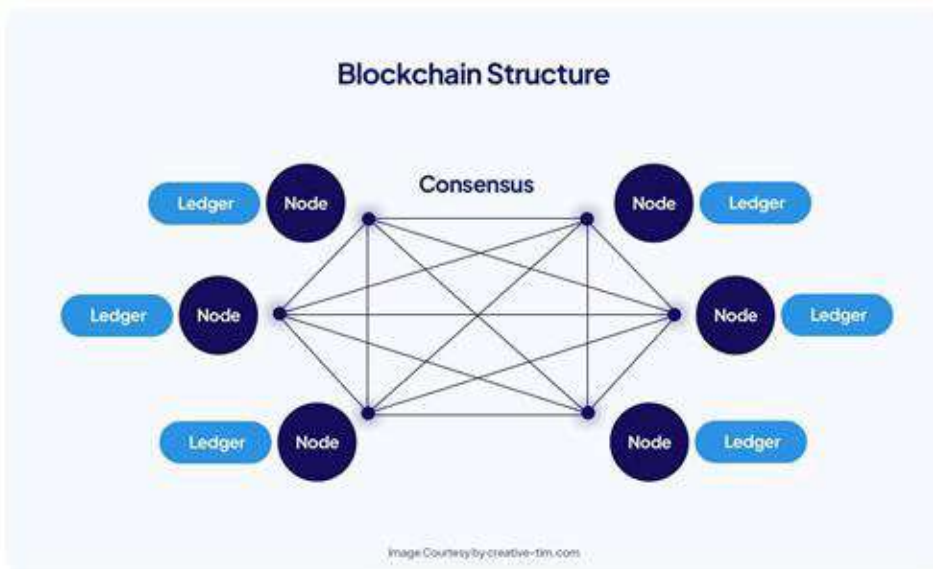 Blockchain Structure
Consensus
Ledger Node Node Ledger
Ledger Node Node Ledger
Ledger Node Node Ledger
Image Courtesy by creative-tim.com